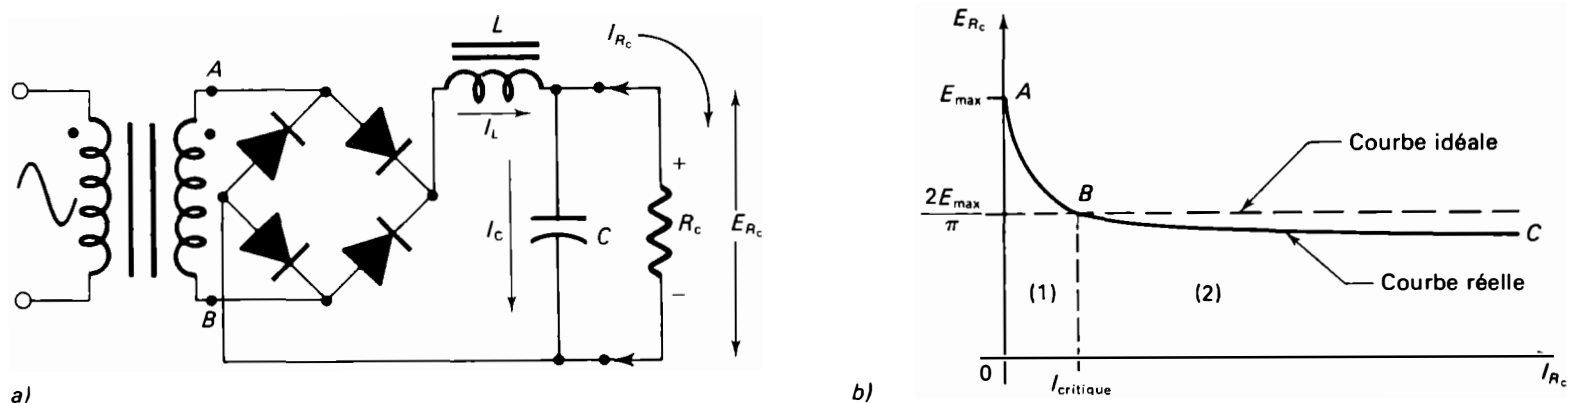 L
I_Rc
A
I_L
+
I_C
C
R_c
E_Rc
−
B
a)
E_Rc
E_max
A
Courbe idéale
B
2E_max
π
C
Courbe réelle
(1)
(2)
0
I_critique
I_Rc
b)